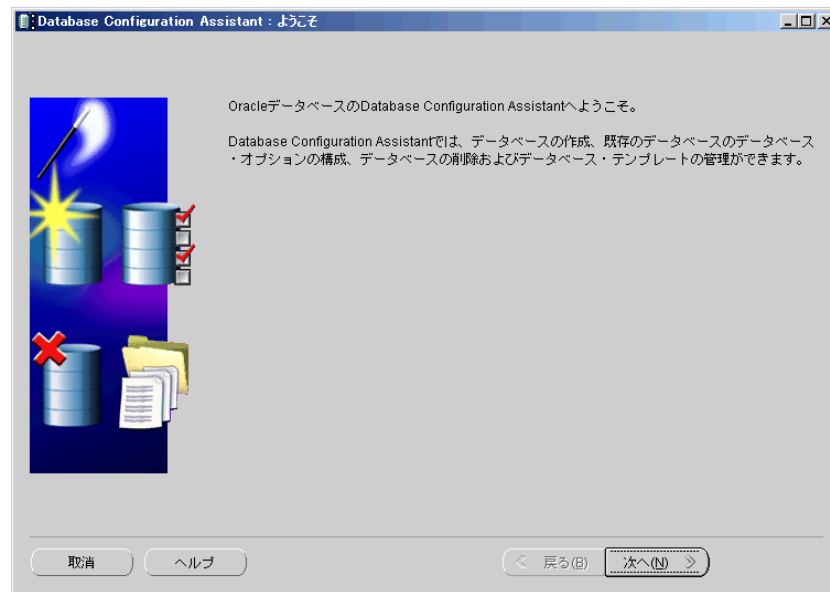 Database Configuration Assistant : ようこそ
OracleデータベースのDatabase Configuration Assistantへようこそ。
Database Configuration Assistantでは、データベースの作成、既存のデータベースのデータベース
・オプションの構成、データベースの削除およびデータベース・テンプレートの管理ができます。
取消
ヘルプ
戻る(B)
次へ(N)